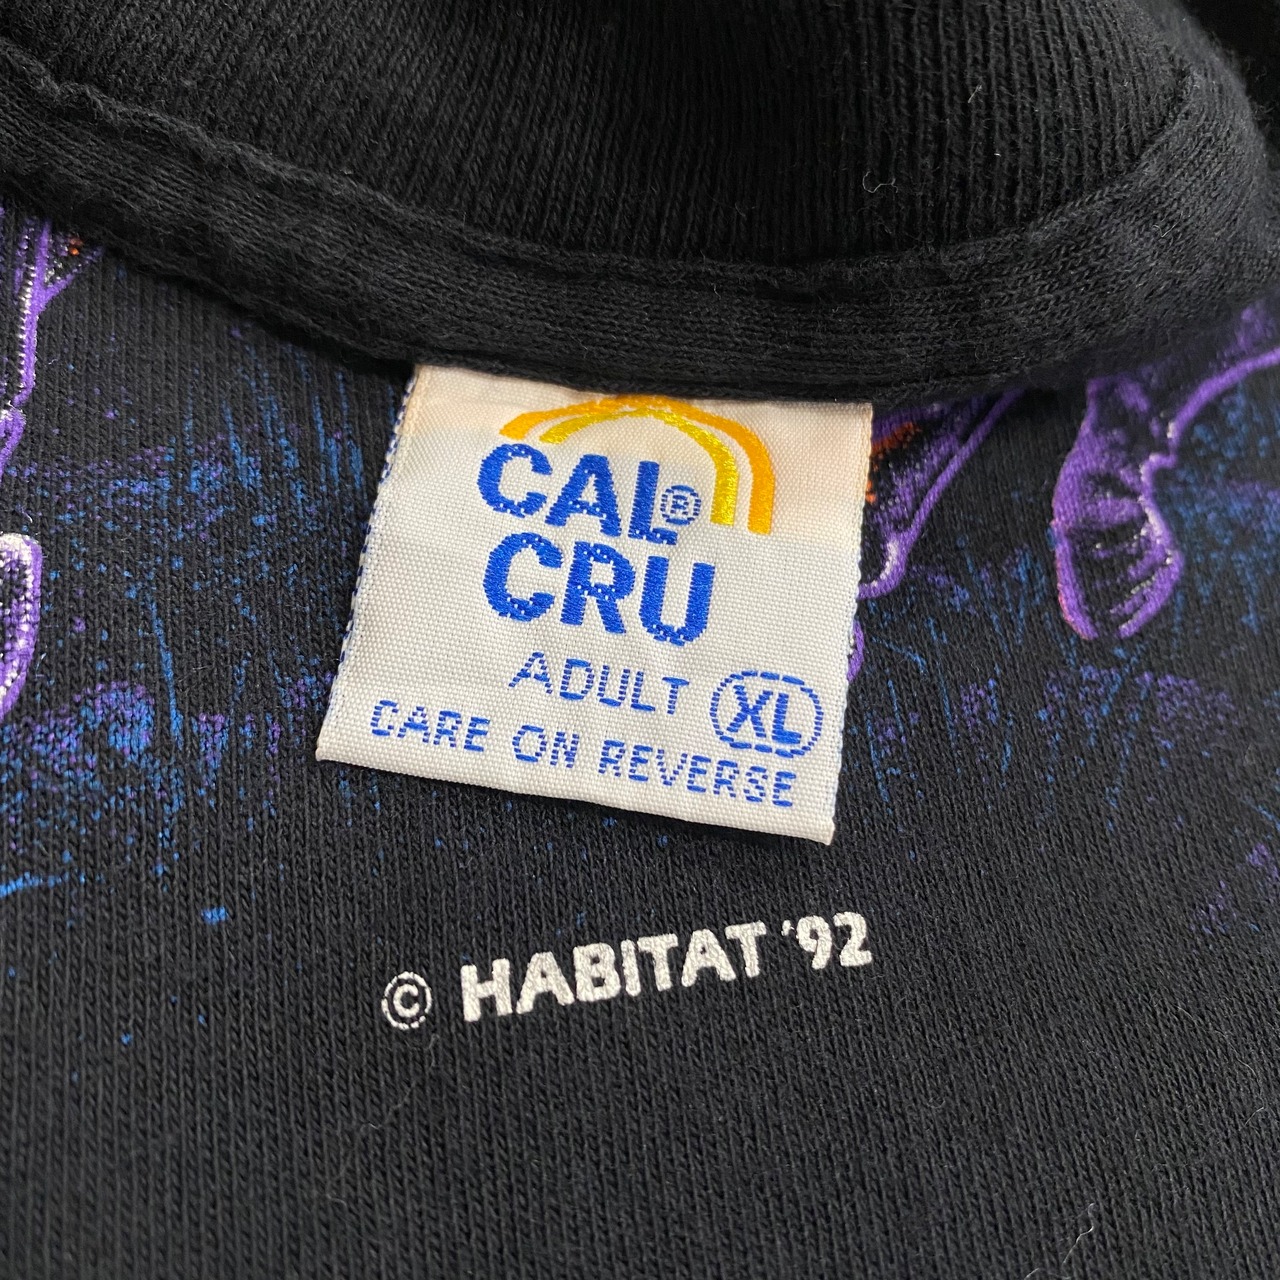 CAL®
CRU
ADULT XL
CARE ON REVERSE
© HABITAT '92